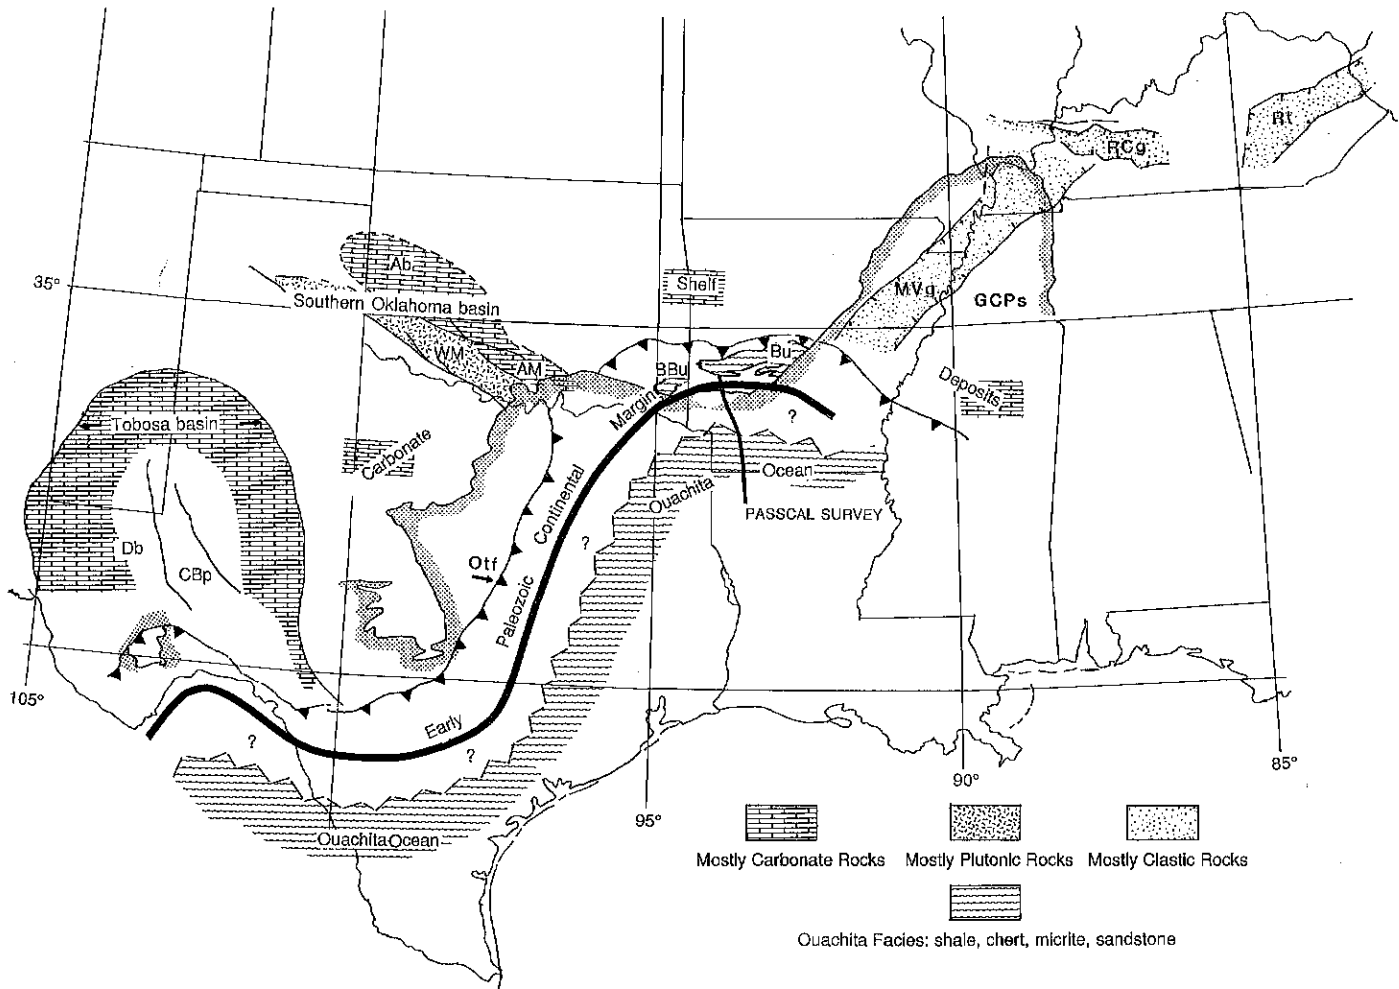 Rt
RCg
Ab
35°
Southern Oklahoma basin
Shelf
MVg
GCPs
WM
AM
BBu
Bu
Deposits
Tobosa basin
Carbonate
Margin
?
Continental
Ouachita
Ocean
PASSCAL SURVEY
Db
CBp
?
Otf
Paleozoic
105°
Early
?
?
90°
85°
95°
Ouachita Ocean
Mostly Carbonate Rocks
Mostly Plutonic Rocks
Mostly Clastic Rocks
Ouachita Facies: shale, chert, micrite, sandstone